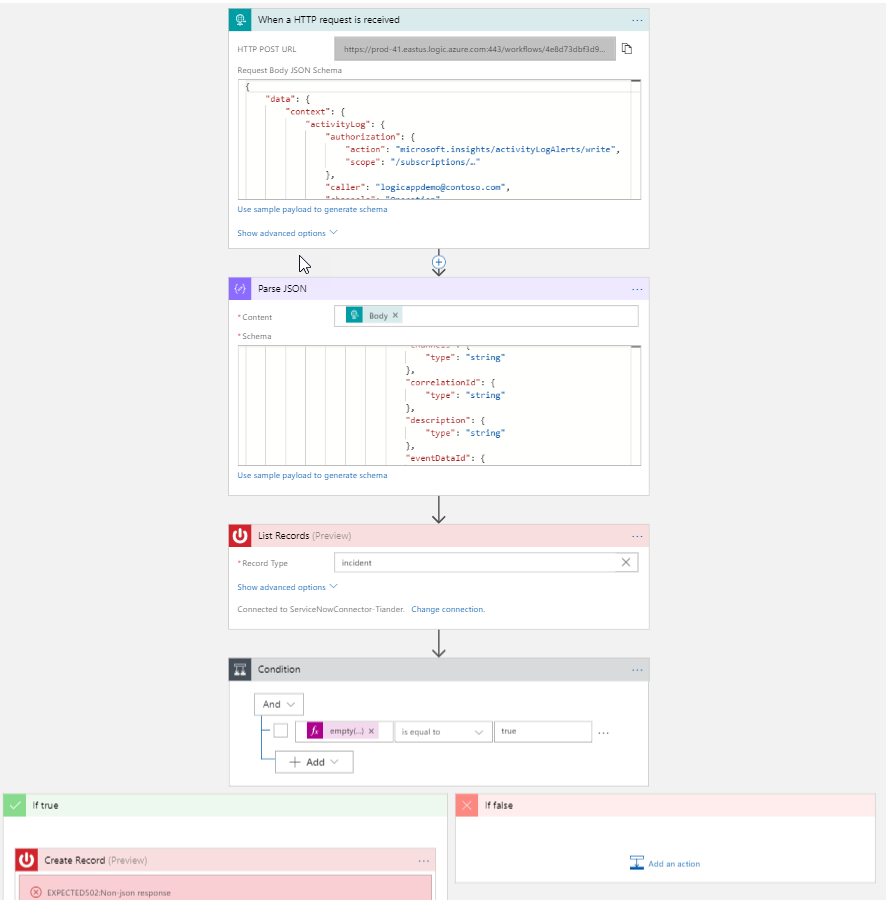 When a HTTP request is received
HTTP POST URL
https://prod-41.eastus.logic.azure.com:443/workflows/4e8d73dbf3d9...
Request Body JSON Schema
{
"data": {
"context": {
"activityLog": {
"authorization": {
"action": "microsoft.insights/activityLogAlerts/write",
"scope": "/subscriptions/…"
},
"caller": "logicappdemo@contoso.com",
"channels": "Operation",
Use sample payload to generate schema
Show advanced options
Parse JSON
* Content
Body ×
* Schema
"channels": {
"type": "string"
},
"correlationId": {
"type": "string"
},
"description": {
"type": "string"
},
"eventDataId": {
Use sample payload to generate schema
List Records (Preview)
* Record Type
incident
Show advanced options
Connected to ServiceNowConnector-Tiander. Change connection.
Condition
And
fx empty(...) × is equal to true
+ Add
If true
If false
Create Record (Preview)
Add an action
EXPECTED502:Non-json response